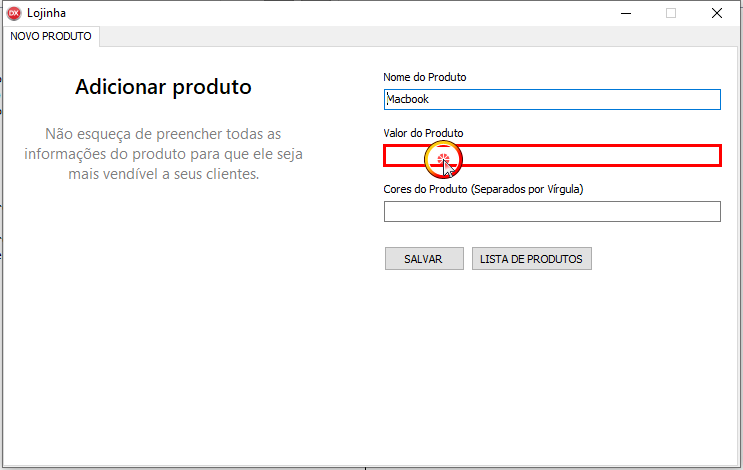 DX Lojinha
NOVO PRODUTO
Adicionar produto
Não esqueça de preencher todas as
informações do produto para que ele seja
mais vendível a seus clientes.
Nome do Produto
Macbook
Valor do Produto
Cores do Produto (Separados por Vírgula)
SALVAR LISTA DE PRODUTOS